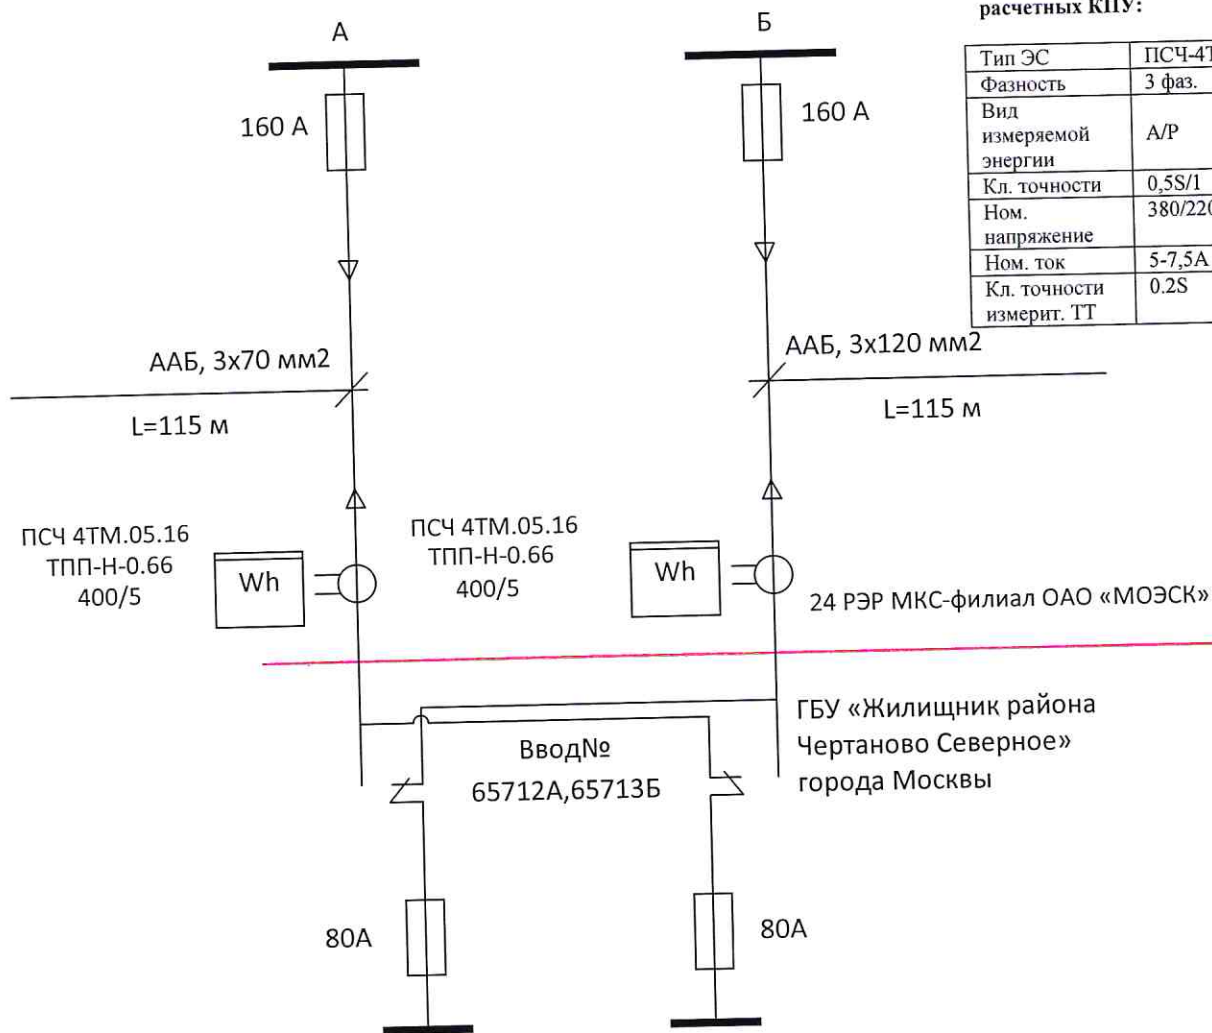 расчетных КПУ:
А
Б
160 А
160 А
Тип ЭС ПСЧ-4Т
Фазность 3 фаз.
Вид
измеряемой
энергии
А/Р
Кл. точности 0,5S/1
Ном. 380/220
напряжение
Ном. ток 5-7,5А
Кл. точности 0.2S
измерит. ТТ
ААБ, 3х70 мм2
L=115 м
ААБ, 3х120 мм2
L=115 м
ПСЧ 4ТМ.05.16
ТПП-Н-0.66
400/5
Wh
ПСЧ 4ТМ.05.16
ТПП-Н-0.66
400/5
Wh
24 РЭР МКС-филиал ОАО «МОЭСК»
ГБУ «Жилищник района
Чертаново Северное»
города Москвы
Ввод№
65712А,65713Б
80А
80А